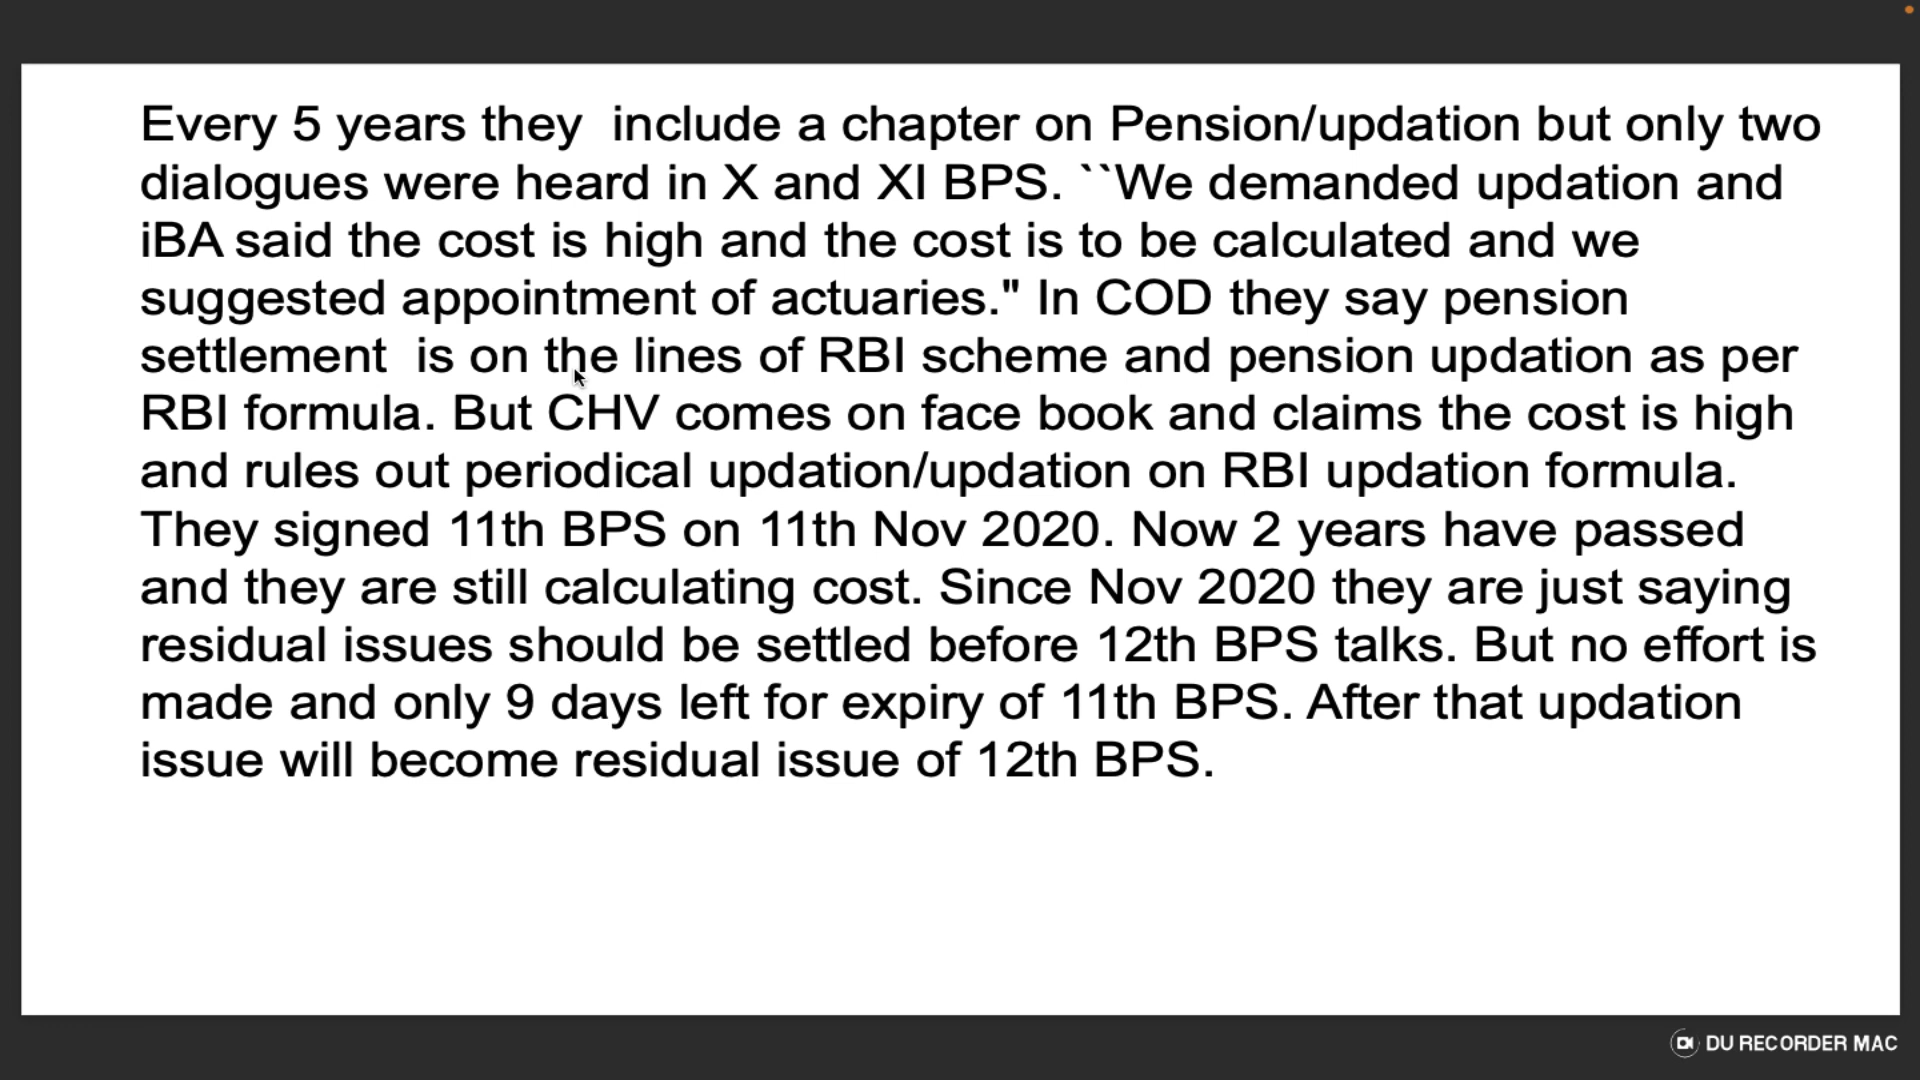 Every 5 years they  include a chapter on Pension/updation but only two
dialogues were heard in X and XI BPS. ``We demanded updation and
iBA said the cost is high and the cost is to be calculated and we
suggested appointment of actuaries." In COD they say pension
settlement  is on the lines of RBI scheme and pension updation as per
RBI formula. But CHV comes on face book and claims the cost is high
and rules out periodical updation/updation on RBI updation formula.
They signed 11th BPS on 11th Nov 2020. Now 2 years have passed
and they are still calculating cost. Since Nov 2020 they are just saying
residual issues should be settled before 12th BPS talks. But no effort is
made and only 9 days left for expiry of 11th BPS. After that updation
issue will become residual issue of 12th BPS.
DU RECORDER MAC